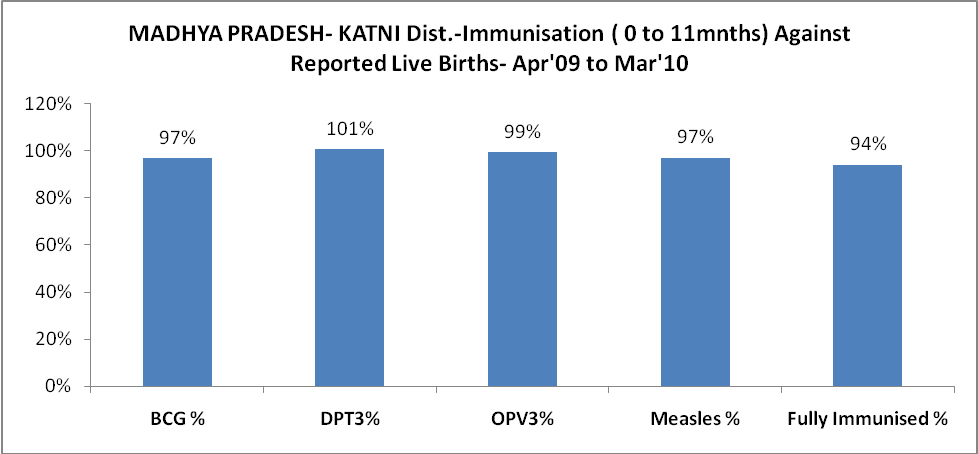 MADHYA PRADESH- KATNI Dist.-Immunisation ( 0 to 11mnths) Against
Reported Live Births- Apr'09 to Mar'10
120%
100%
80%
60%
40%
20%
0%
97%
101%
99%
97%
94%
BCG %
DPT3%
OPV3%
Measles %
Fully Immunised %